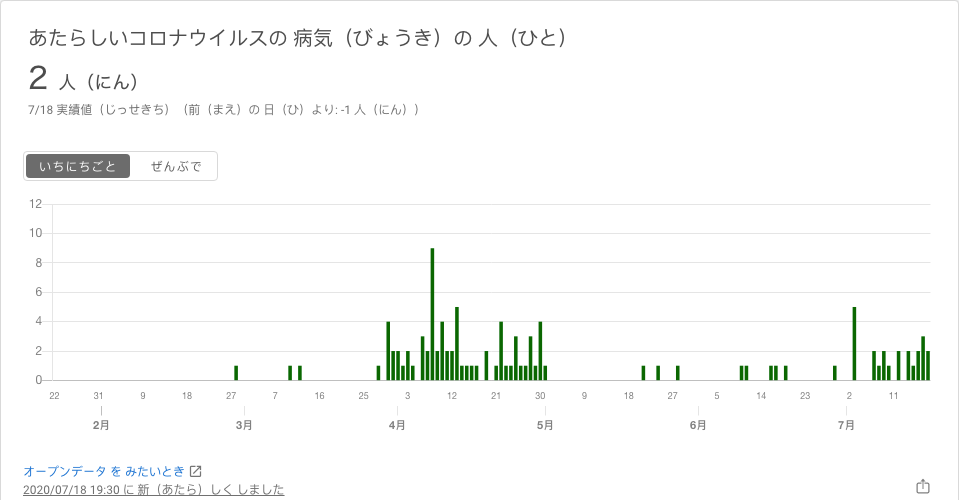 あたらしいコロナウイルスの 病気（びょうき）の 人（ひと）
2 人（にん）
7/18 実績値（じっせきち）（前（まえ）の 日（ひ）より: -1 人（にん））
いちにちごと ぜんぶで
12
10
8
6
4
2
0
22 31 9 18 27 7 16 25 3 12 21 30 9 18 27 5 14 23 2 11
2月 3月 4月 5月 6月 7月
オープンデータ を みたいとき
2020/07/18 19:30 に 新（あたら）しく しました